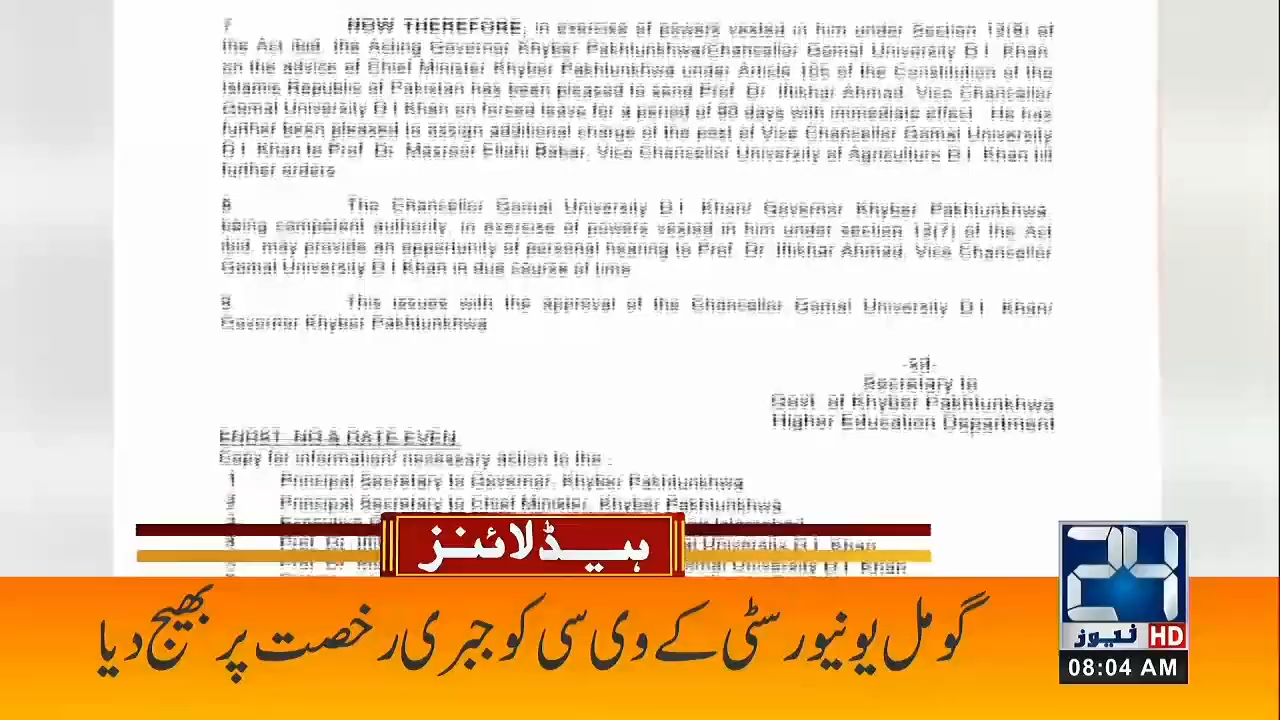 7 NOW THEREFORE, in exercise of powers vested in him under Section 13(8) of
the Act ibid, the Acting Governor Khyber Pakhtunkhwa/Chancellor Gomal University D.I. Khan
on the advice of Chief Minister Khyber Pakhtunkhwa under Article 105 of the Constitution of the
Islamic Republic of Pakistan has been pleased to send Prof. Dr. Iftikhar Ahmad, Vice Chancellor
Gomal University D I Khan on forced leave for a period of 90 days with immediate effect. He has
further been pleased to assign additional charge of the post of Vice Chancellor Gomal University
D I Khan to Prof. Dr. Masroor Ellahi Babar, Vice Chancellor University of Agriculture D.I. Khan till
further orders
8 The Chancellor Gomal University D.I. Khan/ Governor Khyber Pakhtunkhwa,
being competent authority, in exercise of powers vested in him under section 13(7) of the Act
ibid, may provide an opportunity of personal hearing to Prof. Dr. Iftikhar Ahmad, Vice Chancellor
Gomal University D I Khan in due course of time
This issues with the approval of the Chancellor Gomal University D.I. Khan/
Governor Khyber Pakhtunkhwa
-sd-
Secretary to
Govt. of Khyber Pakhtunkhwa
Higher Education Department
ENDST. NO & DATE EVEN.
Copy for information/ necessary action to the :
1 Principal Secretary to Governor, Khyber Pakhtunkhwa
2 Principal Secretary to Chief Minister, Khyber Pakhtunkhwa
ہیڈلائنز
گومل یونیورسٹی کے وی سی کو جبری رخصت پر بھیج دیا
24
نیوز HD
08:04 AM